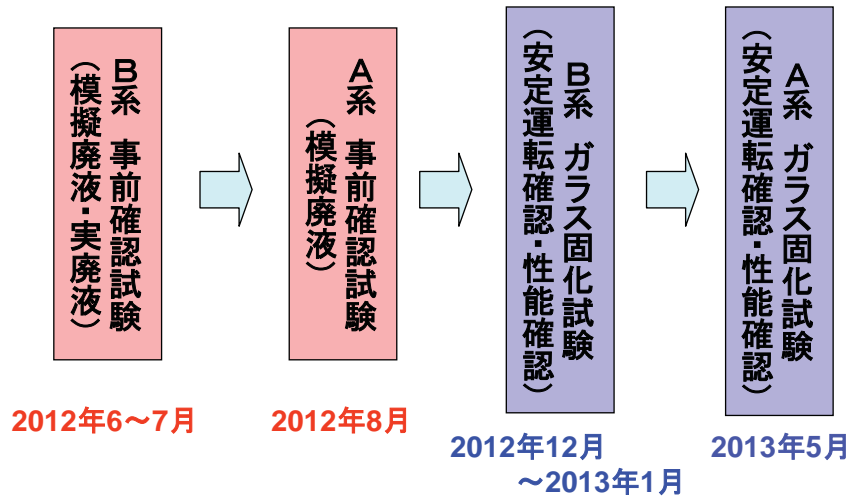 B系 事前確認試験
(模擬廃液・実廃液)
2012年6~7月
A系 事前確認試験
(模擬廃液)
2012年8月
B系 ガラス固化試験
(安定運転確認・性能確認)
2012年12月
~2013年1月
A系 ガラス固化試験
(安定運転確認・性能確認)
2013年5月